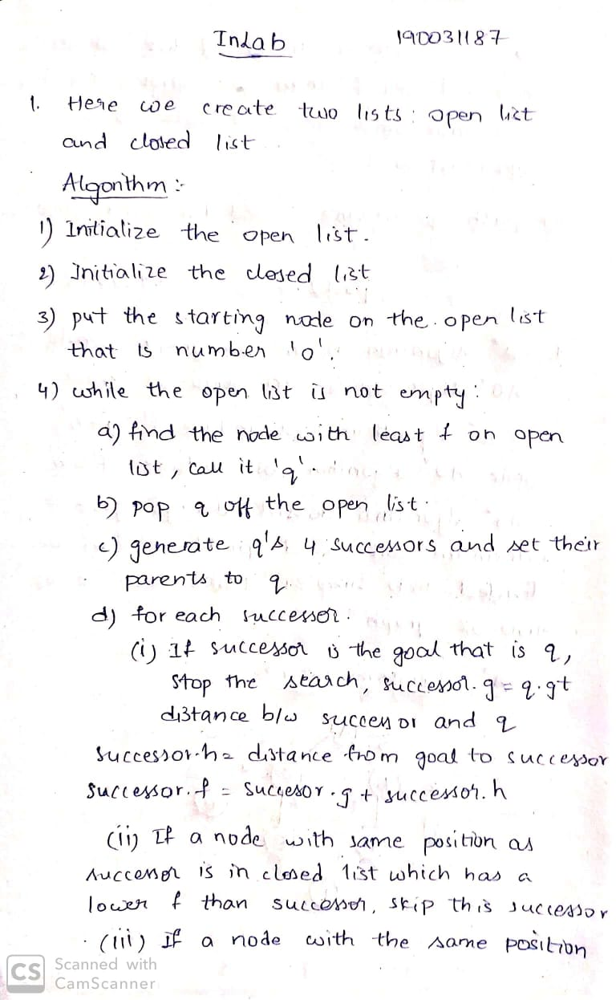 InLab 190031187
1. Here we create two lists: open list
and closed list
Algorithm :-
1) Initialize the open list.
2) Initialize the closed list
3) put the starting node on the open list
that is number '0'.
4) while the open list is not empty:
a) find the node with least f on open
list, call it 'q'.
b) pop q off the open list.
c) generate q's 4 successors and set their
parents to q.
d) for each successor.
(i) If successor is the goal that is q,
stop the search, successor.g = q.g+
distance b/w successor and q
successor.h = distance from goal to successor
successor.f = succesor.g + successor.h
(ii) If a node with same position as
successor is in closed list which has a
lower f than successor, skip this successor
(iii) If a node with the same position
CS Scanned with
CamScanner